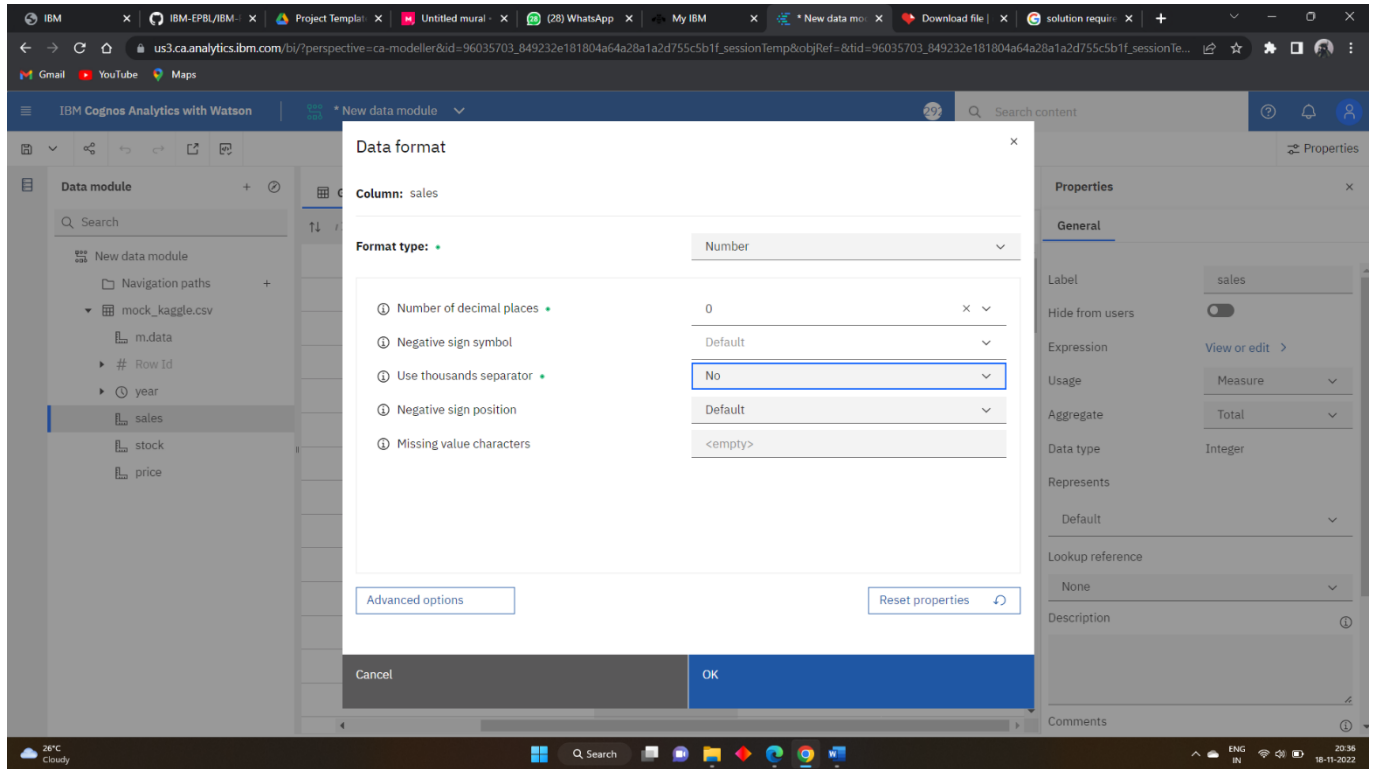 IBM
IBM-EPBL/IBM-
Project Templat
Untitled mural
(28) WhatsApp
My IBM
* New data mo
Download file |
solution require
us3.ca.analytics.ibm.com/bi/?perspective=ca-modeller&id=96035703_849232e181804a64a28a1a2d755c5b1f_sessionTemp&objRef=&tid=96035703_849232e181804a64a28a1a2d755c5b1f_sessionTe...
Gmail YouTube Maps
IBM Cognos Analytics with Watson
* New data module
Search content
Properties
Data module
Search
New data module
Navigation paths
mock_kaggle.csv
m.data
# Row Id
year
sales
stock
price
Data format
Column: sales
Format type: Number
Number of decimal places 0
Negative sign symbol Default
Use thousands separator No
Negative sign position Default
Missing value characters <empty>
Advanced options
Reset properties
Cancel
OK
Properties
General
Label sales
Hide from users
Expression View or edit
Usage Measure
Aggregate Total
Data type Integer
Represents
Default
Lookup reference
None
Description
Comments
26°C
Cloudy
Search
ENG
IN
20:36
18-11-2022